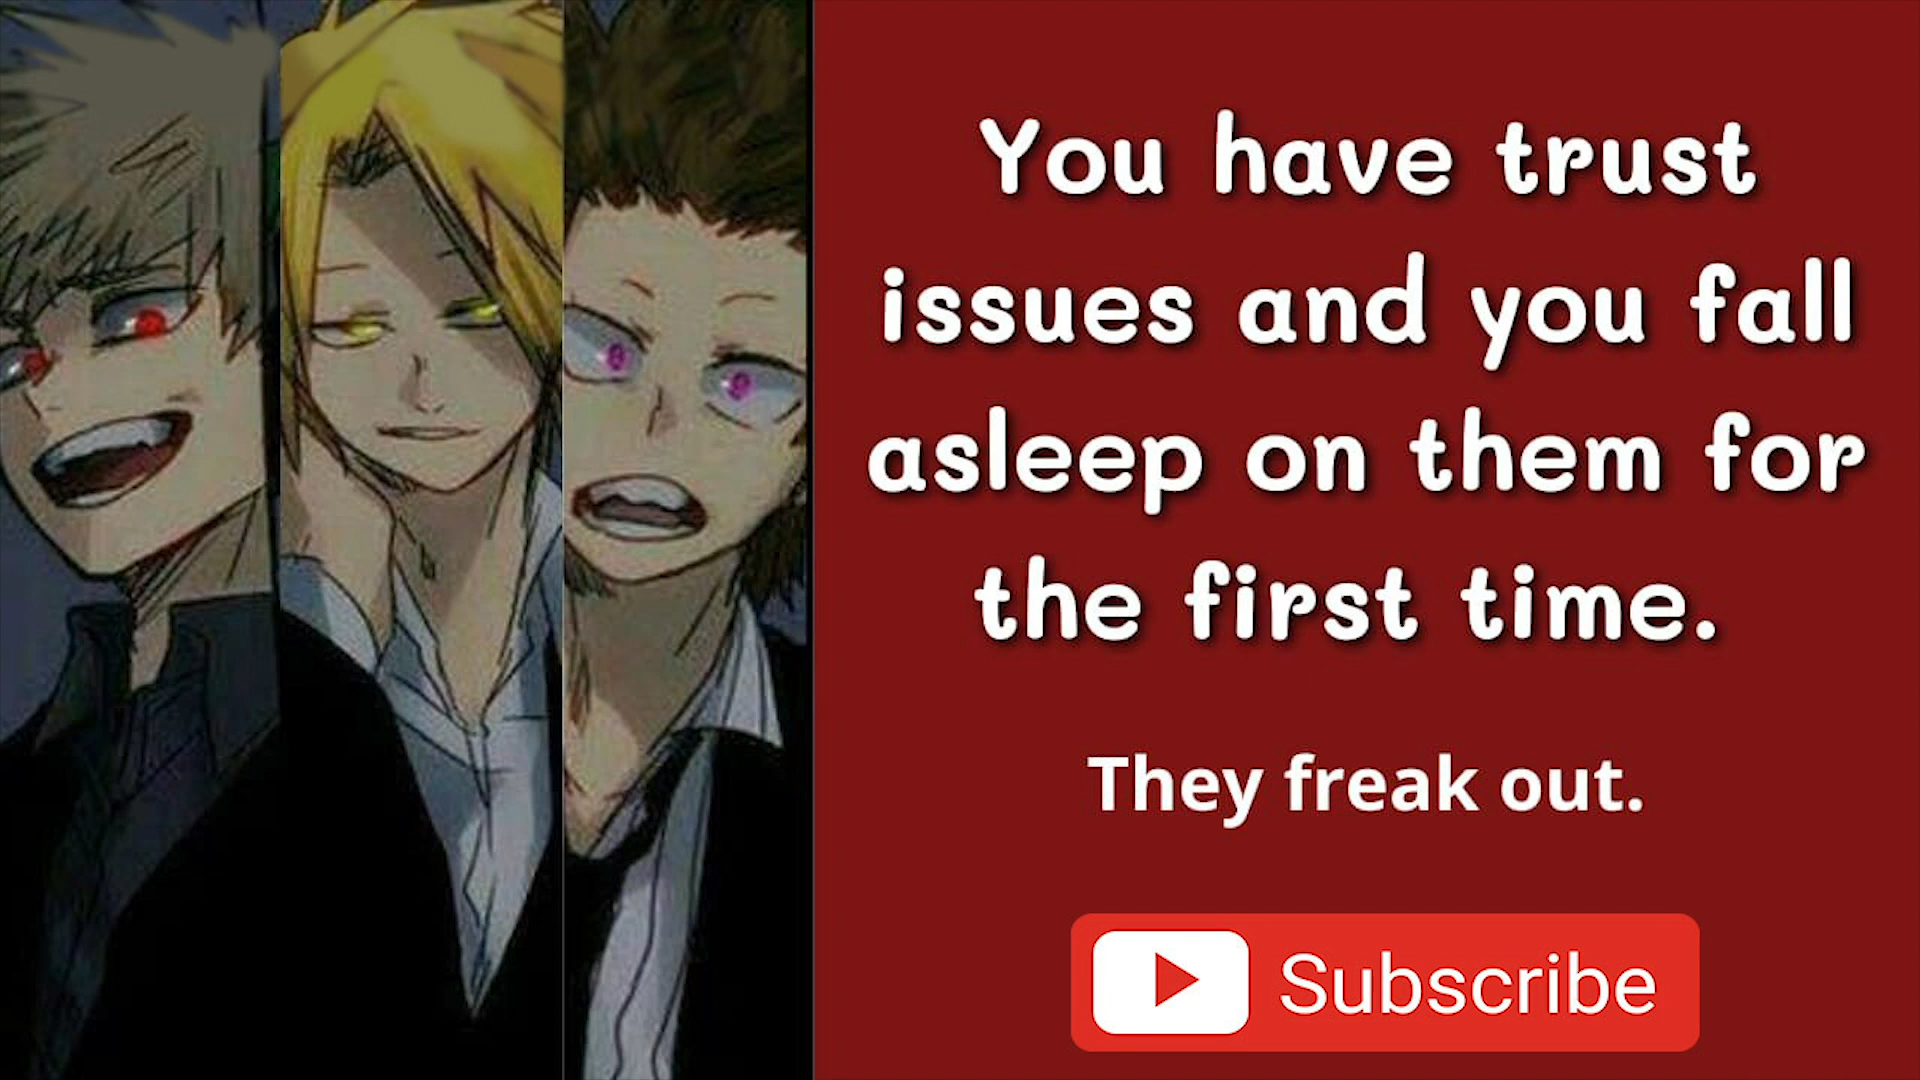 You have trust
issues and you fall
asleep on them for
the first time.
They freak out.
Subscribe